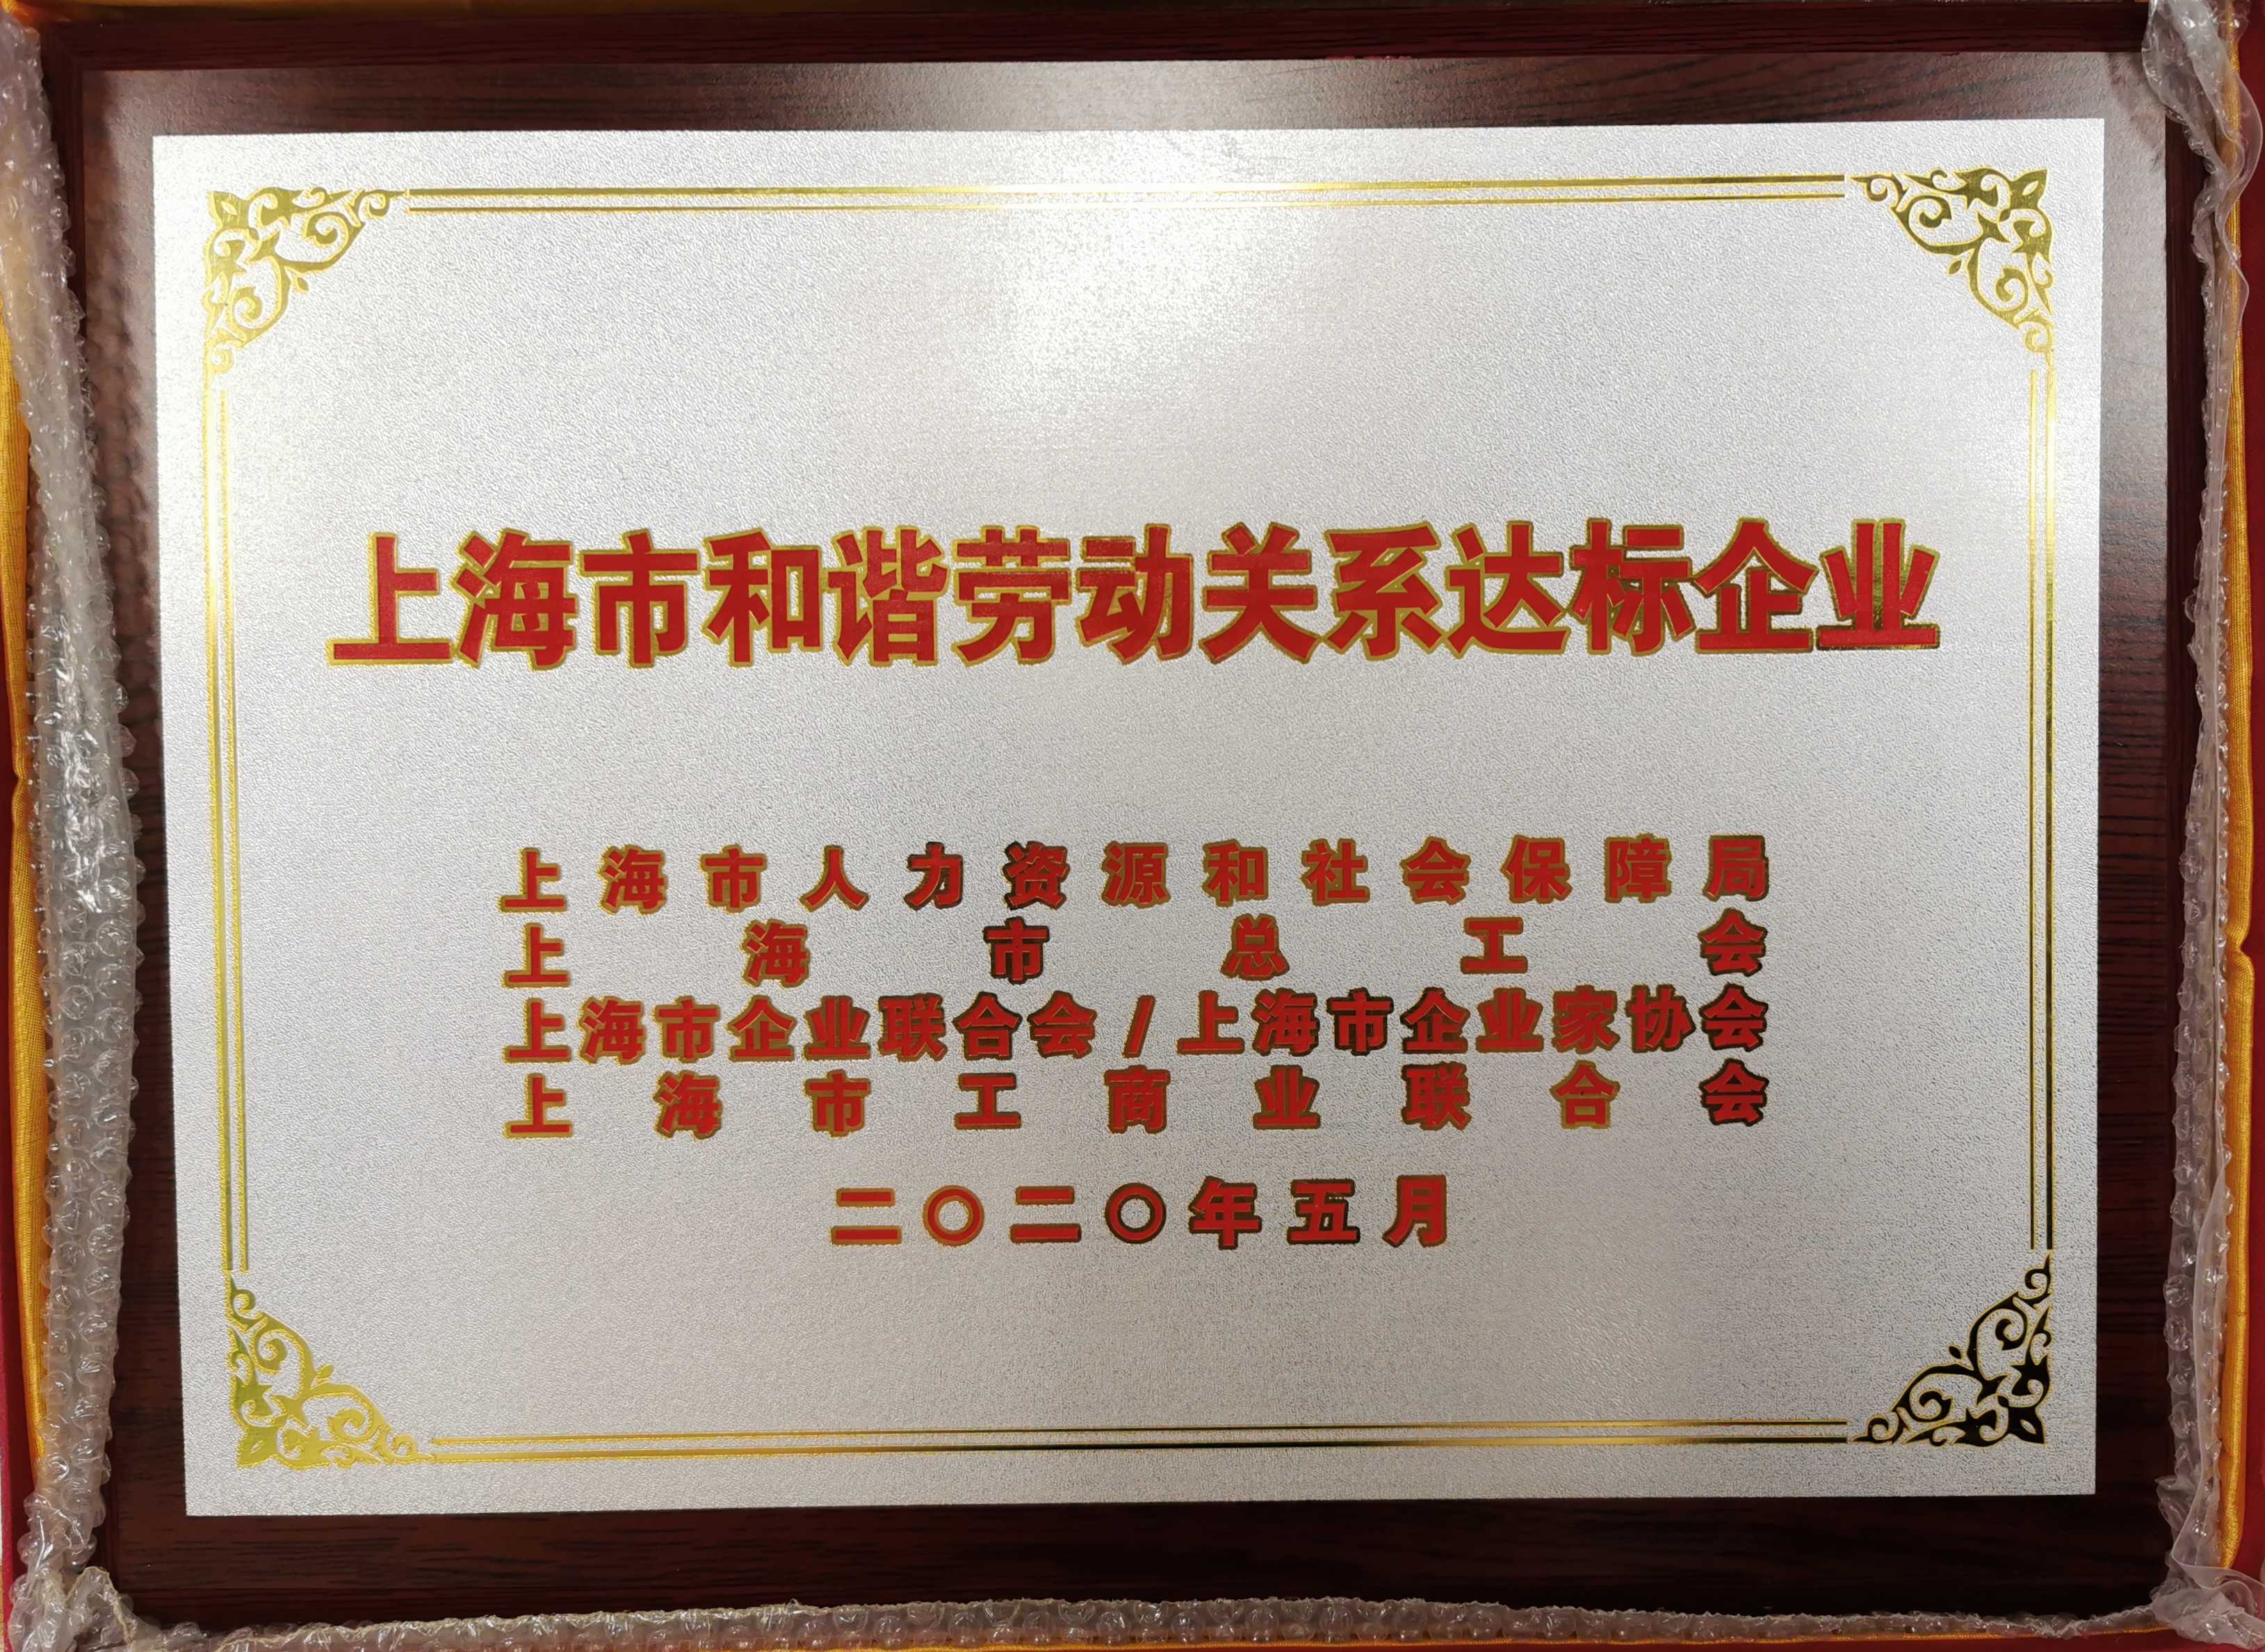 上海市和谐劳动关系达标企业
上海市人力资源和社会保障局
上海市总工会
上海市企业联合会/上海市企业家协会
上海市工商业联合会
二〇二〇年五月